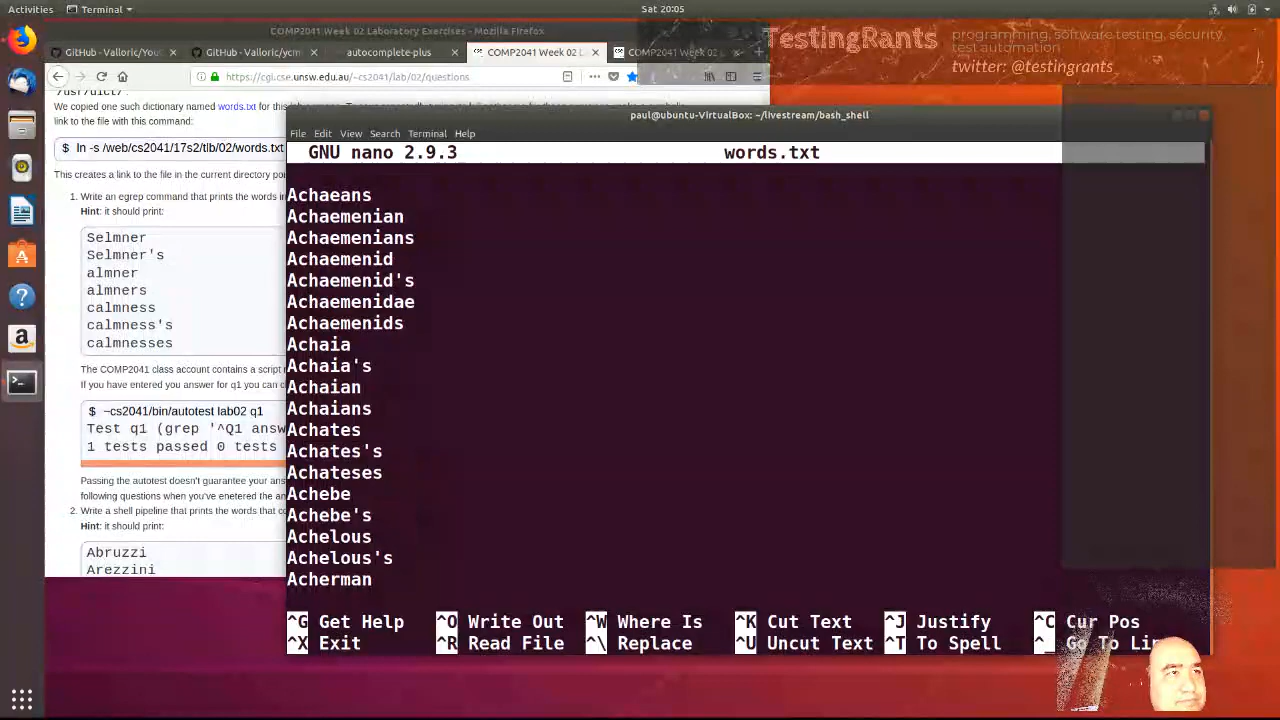 Activities Terminal Sat 20:05
COMP2041 Week 02 Laboratory Exercises - Mozilla Firefox
GitHub - Valloric/You GitHub - Valloric/ycm autocomplete-plus COMP2041 Week 02 L COMP2041 Week 02 L
https://cgi.cse.unsw.edu.au/~cs2041/lab/02/questions
TestingRants
programming, software testing, security,
test automation
twitter: @testingrants
/usr/dict/
We copied one such dictionary named words.txt for this
link to the file with this command:
$ ln -s /web/cs2041/17s2/tlb/02/words.txt
This creates a link to the file in the current directory poi
1. Write an egrep command that prints the words in
Hint: it should print:
Selmner
Selmner's
almner
almners
calmness
calmness's
calmnesses
The COMP2041 class account contains a script
If you have entered you answer for q1 you can
$ ~cs2041/bin/autotest lab02 q1
Test q1 (grep '^Q1 answ
1 tests passed 0 tests
Passing the autotest doesn't guarantee your ans
following questions when you've enetered the an
2. Write a shell pipeline that prints the words that co
Hint: it should print:
Abruzzi
Arezzini
paul@ubuntu-VirtualBox: ~/livestream/bash_shell
File Edit View Search Terminal Help
GNU nano 2.9.3 words.txt
Achaeans
Achaemenian
Achaemenians
Achaemenid
Achaemenid's
Achaemenidae
Achaemenids
Achaia
Achaia's
Achaian
Achaians
Achates
Achates's
Achateses
Achebe
Achebe's
Achelous
Achelous's
Acherman
^G Get Help ^O Write Out ^W Where Is ^K Cut Text ^J Justify ^C Cur Pos
^X Exit ^R Read File ^\ Replace ^U Uncut Text ^T To Spell ^_ Go To Lin